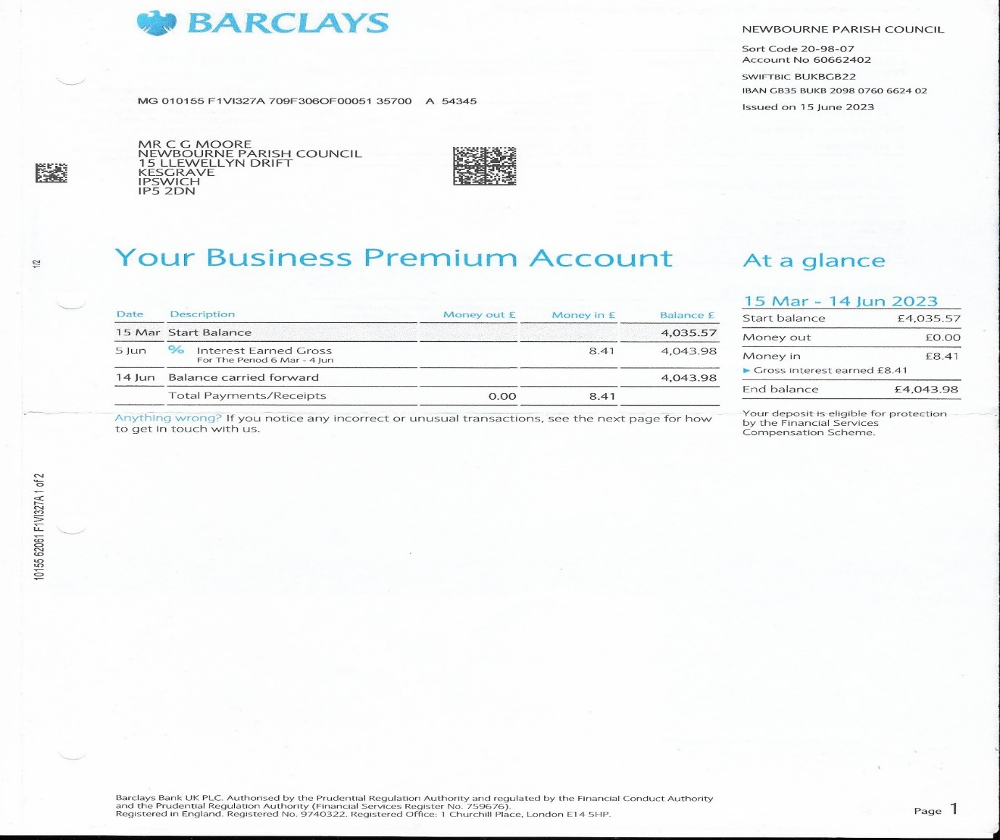 BARCLAYS
NEWBOURNE PARISH COUNCIL
Sort Code 20-98-07
Account No 60662402
SWIFTBIC BUKBGB22
IBAN GB35 BUKB 2098 0760 6624 02
Issued on 15 June 2023
MG 010155 F1VI327A 709F306OF00051 35700 A 54345
MR C G MOORE
NEWBOURNE PARISH COUNCIL
15 LLEWELLYN DRIFT
KESGRAVE
IPSWICH
IP5 2DN
1/2
Your Business Premium Account
Date Description Money out £ Money in £ Balance £
15 Mar Start Balance 4,035.57
5 Jun % Interest Earned Gross 8.41 4,043.98
For The Period 6 Mar - 4 Jun
14 Jun Balance carried forward 4,043.98
Total Payments/Receipts 0.00 8.41
Anything wrong? If you notice any incorrect or unusual transactions, see the next page for how
to get in touch with us.
At a glance
15 Mar - 14 Jun 2023
Start balance £4,035.57
Money out £0.00
Money in £8.41
▶ Gross interest earned £8.41
End balance £4,043.98
Your deposit is eligible for protection
by the Financial Services
Compensation Scheme.
10155 62061 F1VI327A 1 of 2
Barclays Bank UK PLC. Authorised by the Prudential Regulation Authority and regulated by the Financial Conduct Authority
and the Prudential Regulation Authority (Financial Services Register No. 759676).
Registered in England. Registered No. 9740322. Registered Office: 1 Churchill Place, London E14 5HP.
Page 1